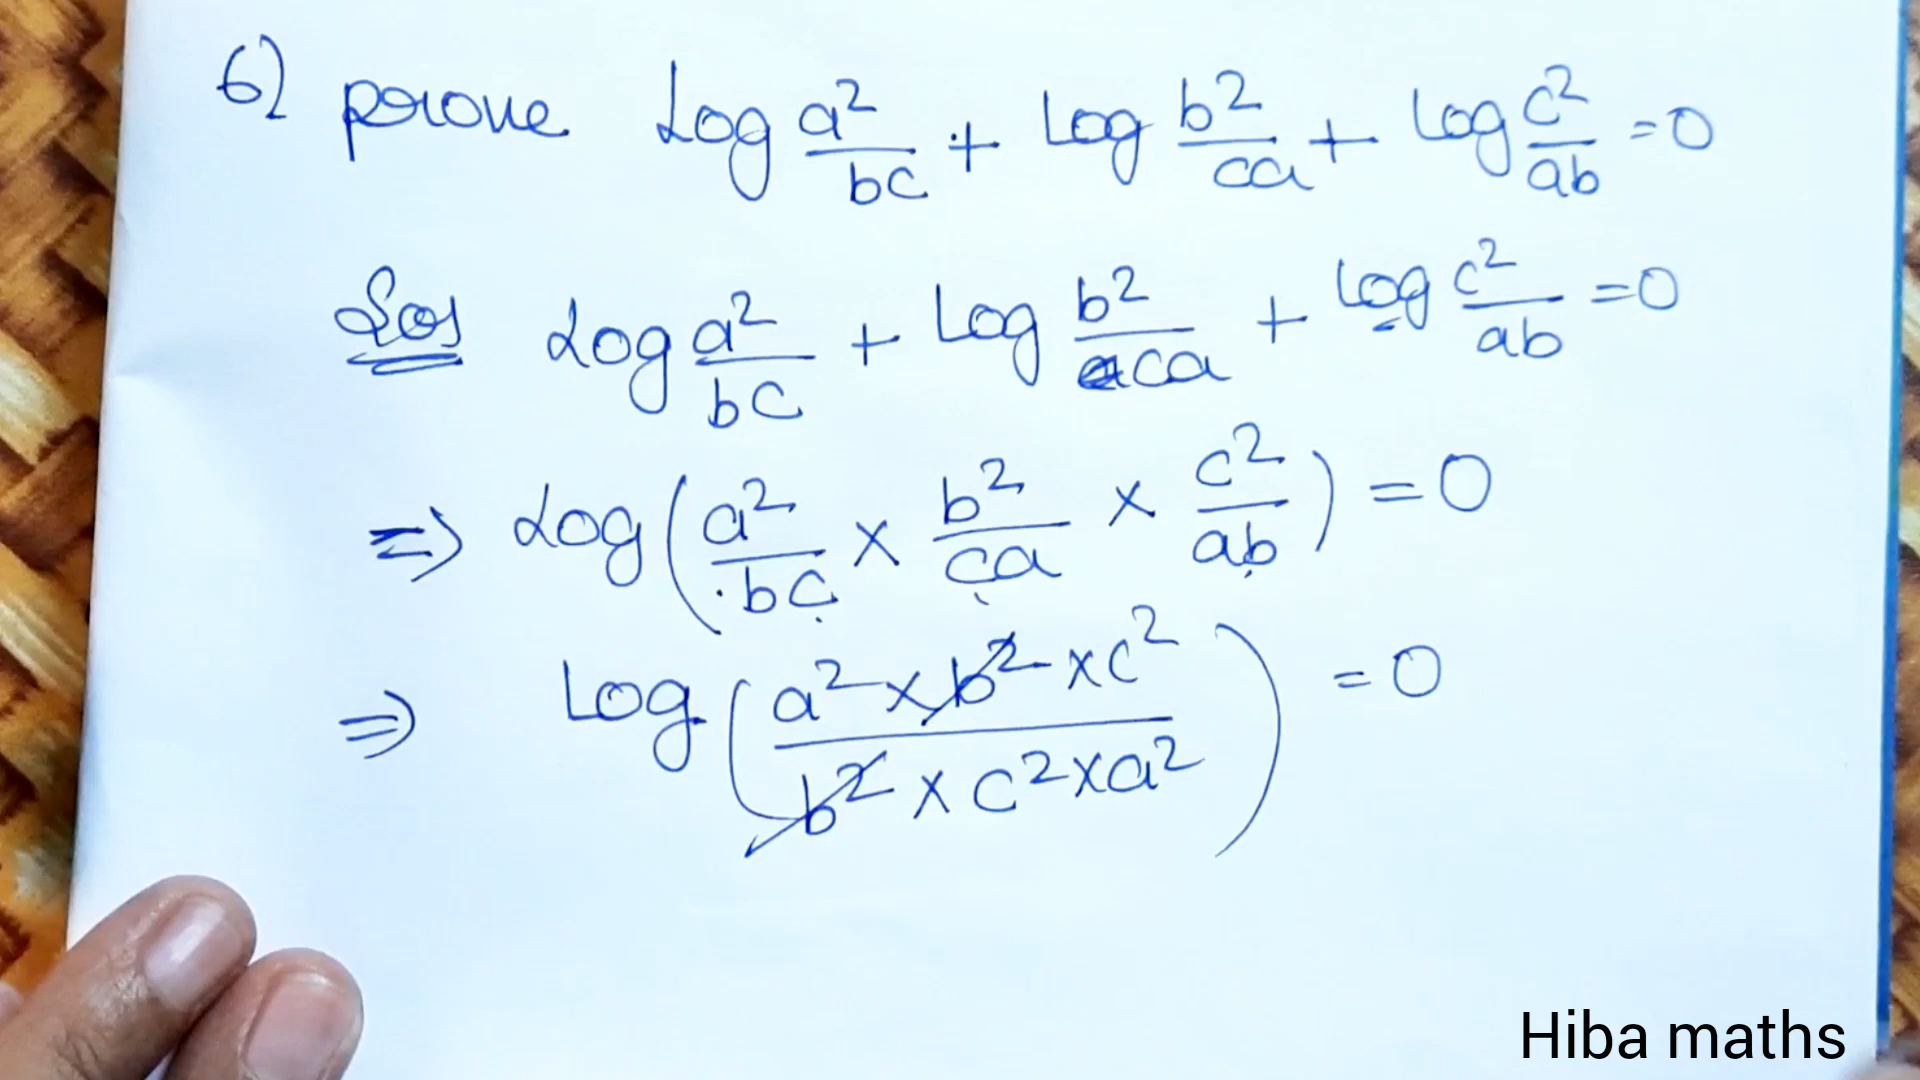 6) prove Log a²/bc + Log b²/ca + Log c²/ab = 0
Log a²/bc + Log b²/ca + Log c²/ab = 0
⇒ Log (a²/bc × b²/ca × c²/ab) = 0
⇒ Log (a² × b² × c² / b² × c² × a²) = 0
Hiba maths